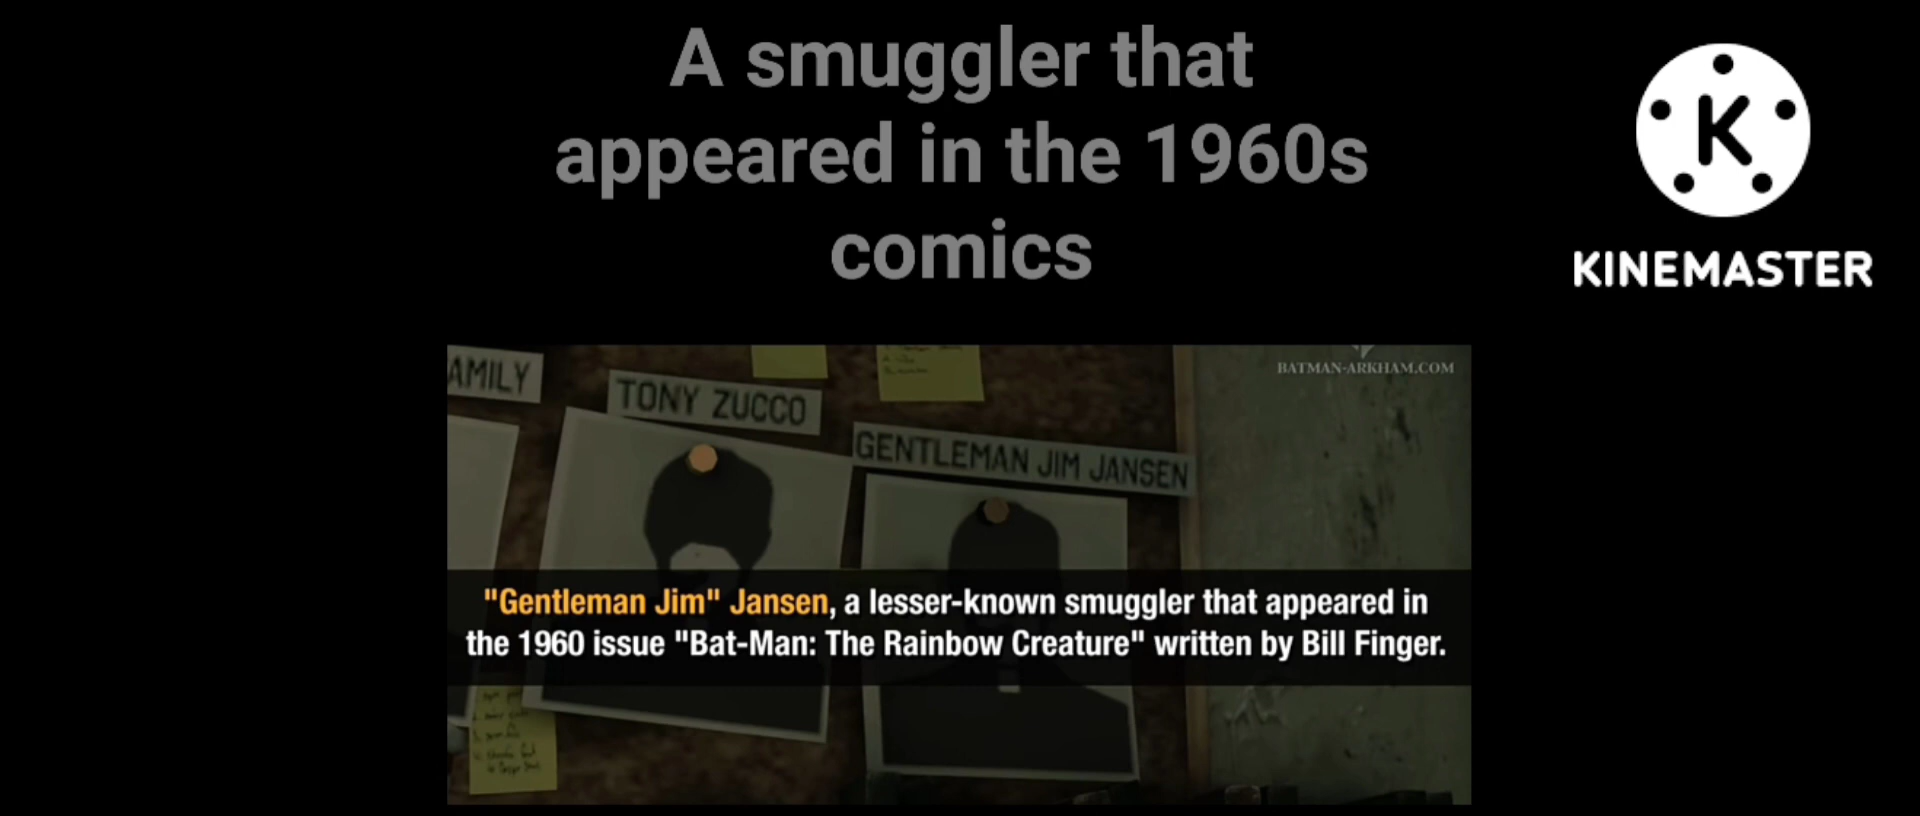 A smuggler that
appeared in the 1960s
comics
K
KINEMASTER
BATMAN-ARKHAM.COM
AMILY
TONY ZUCCO
GENTLEMAN JIM JANSEN
"Gentleman Jim" Jansen, a lesser-known smuggler that appeared in
the 1960 issue "Bat-Man: The Rainbow Creature" written by Bill Finger.